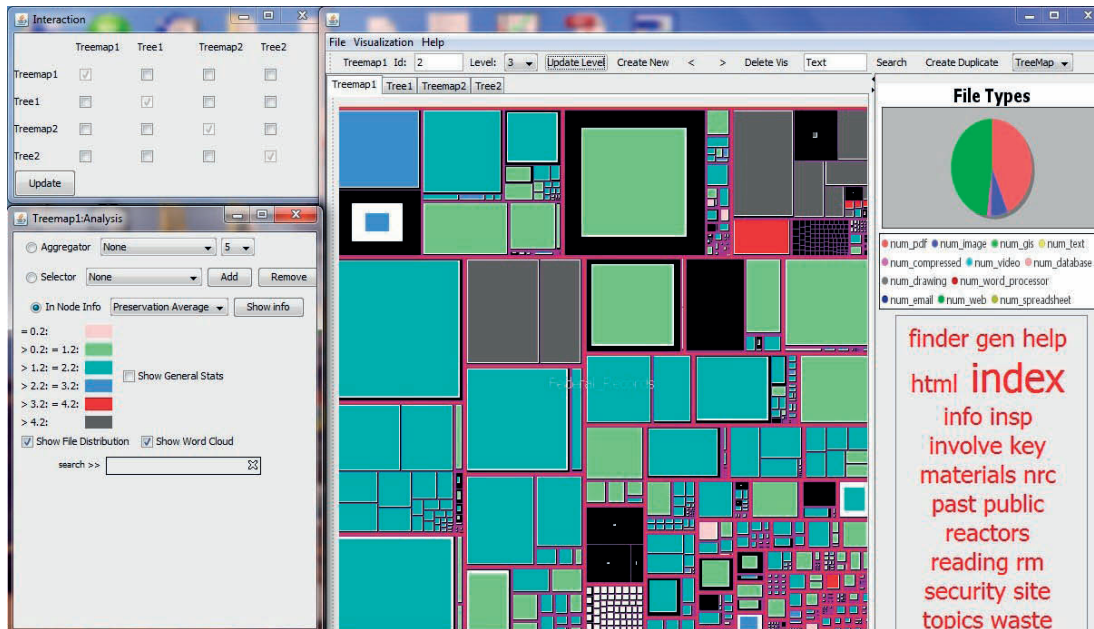 Interaction
Treemap1 Tree1 Treemap2 Tree2
Treemap1
Tree1
Treemap2
Tree2
Update
Treemap1:Analysis
Aggregator None 5
Selector None Add Remove
In Node Info Preservation Average Show info
= 0.2:
> 0.2: = 1.2:
> 1.2: = 2.2:
> 2.2: = 3.2:
> 3.2: = 4.2:
> 4.2:
Show General Stats
Show File Distribution Show Word Cloud
search >>
File Visualization Help
Treemap1 Id: 2 Level: 3 Update Level Create New < > Delete Vis Text Search Create Duplicate TreeMap
Treemap1 Tree1 Treemap2 Tree2
Federal Records
File Types
num_pdf num_image num_gis num_text
num_compressed num_video num_database
num_drawing num_word_processor
num_email num_web num_spreadsheet
finder gen help
html index
info insp
involve key
materials nrc
past public
reactors
reading rm
security site
topics waste